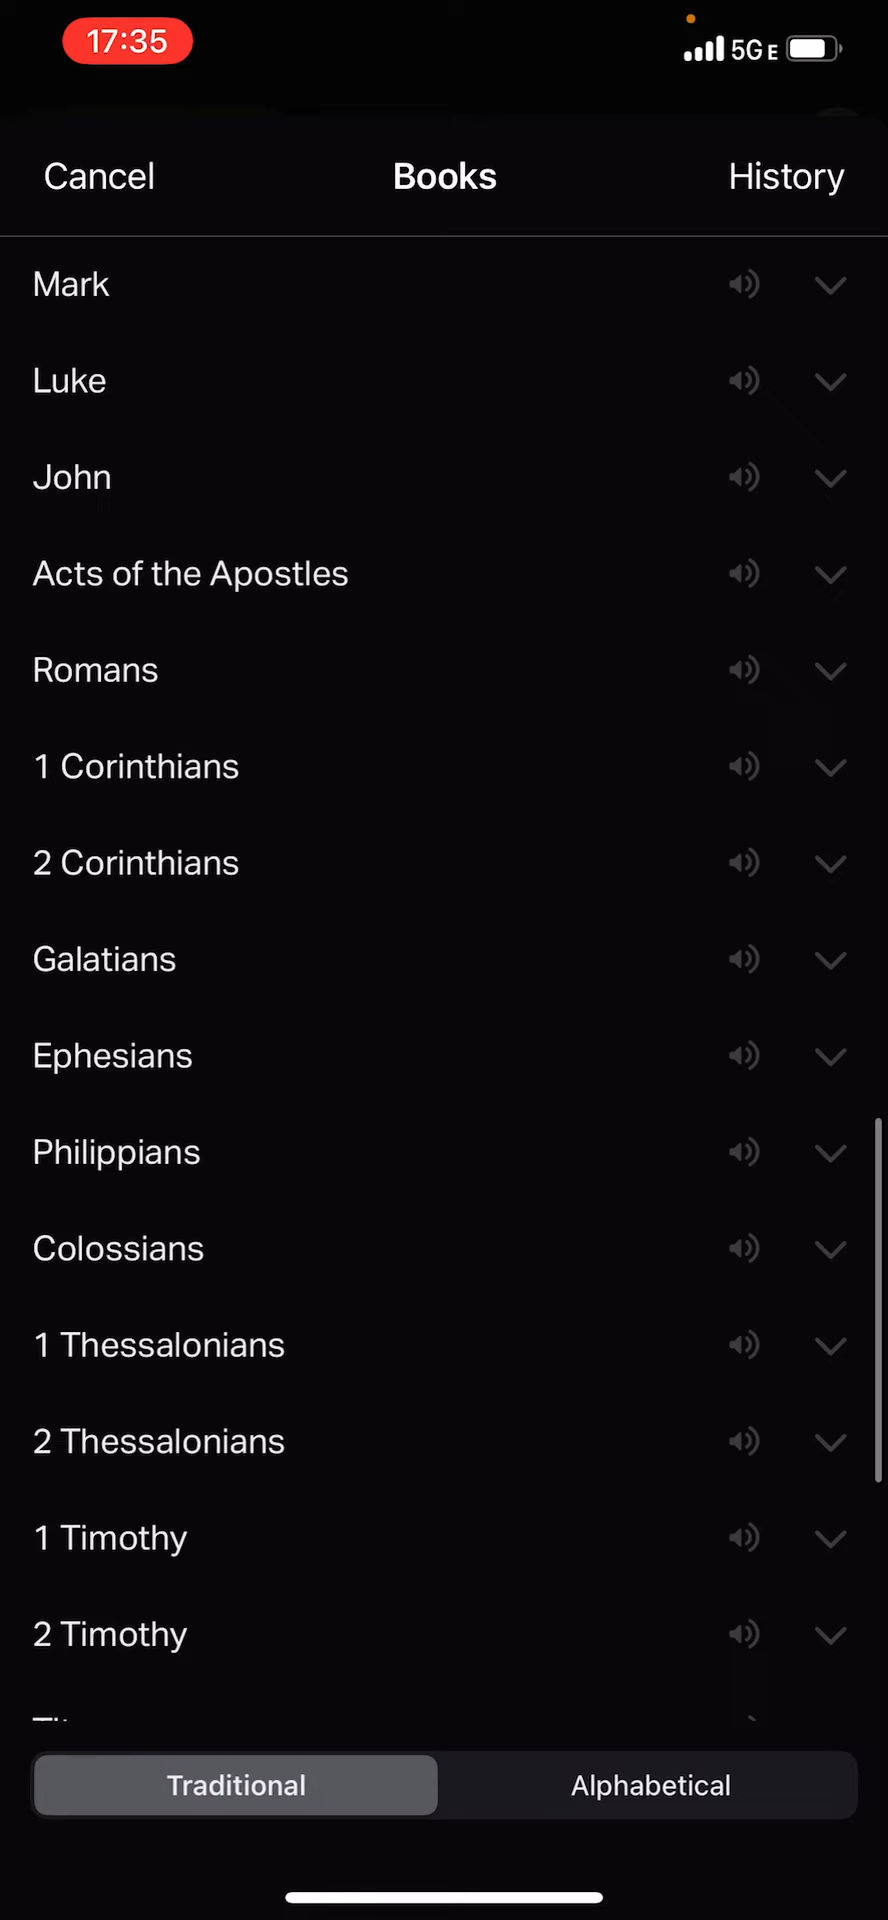 17:35
5G E
Cancel
Books
History
Mark
Luke
John
Acts of the Apostles
Romans
1 Corinthians
2 Corinthians
Galatians
Ephesians
Philippians
Colossians
1 Thessalonians
2 Thessalonians
1 Timothy
2 Timothy
Traditional
Alphabetical